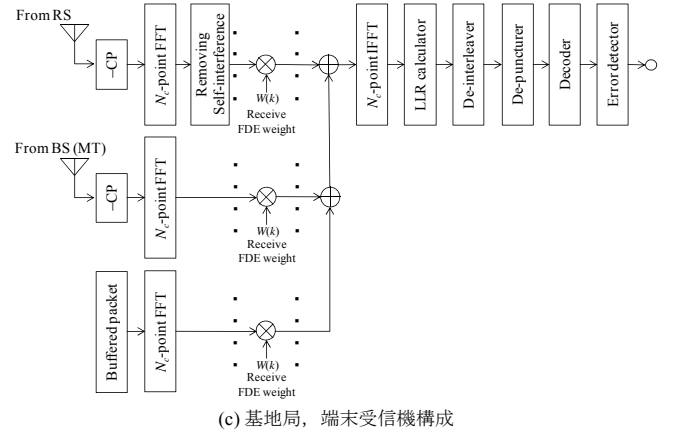 From RS
–CP
Nc-point FFT
Removing
Self-interference
W(k)
Receive
FDE weight
Nc-point IFFT
LLR calculator
De-interleaver
De-puncturer
Decoder
Error detector
From BS (MT)
–CP
Nc-point FFT
W(k)
Receive
FDE weight
Buffered packet
Nc-point FFT
W(k)
Receive
FDE weight
(c) 基地局，端末受信機構成